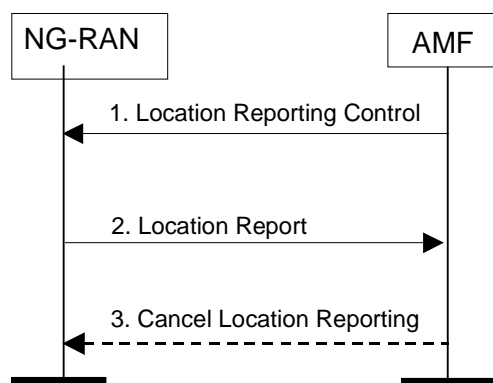 NG-RAN
AMF
1. Location Reporting Control
2. Location Report
3. Cancel Location Reporting